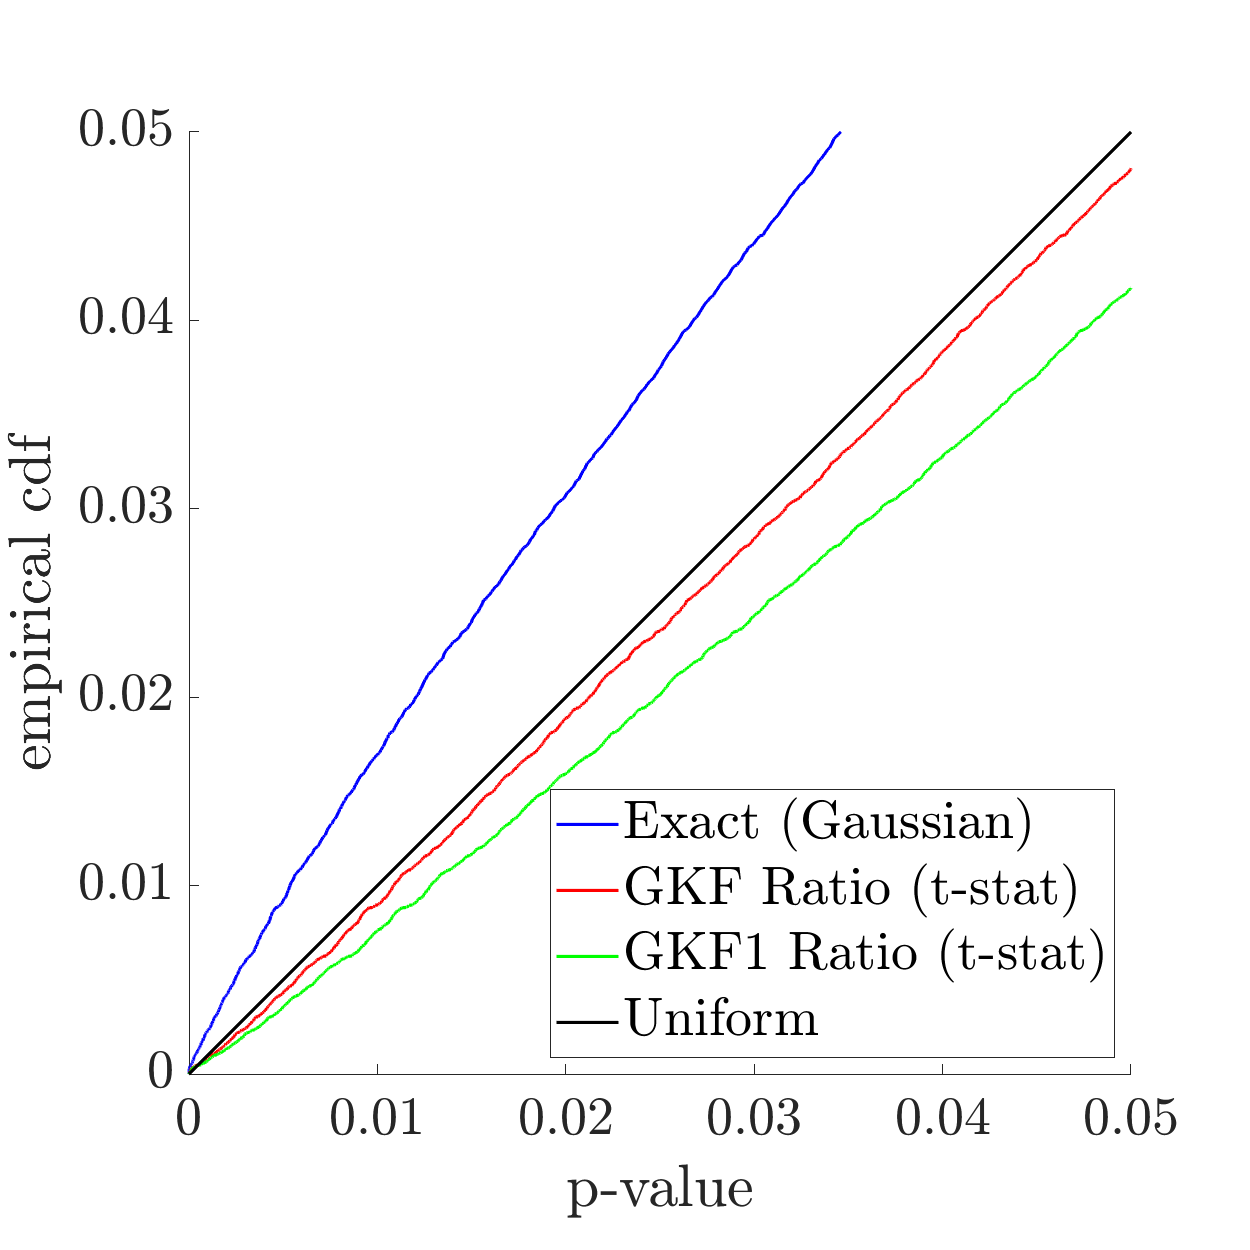 0.05
0.04
0.03
0.02
0.01
0
empirical cdf
Exact (Gaussian)
GKF Ratio (t-stat)
GKF1 Ratio (t-stat)
Uniform
0 0.01 0.02 0.03 0.04 0.05
p-value